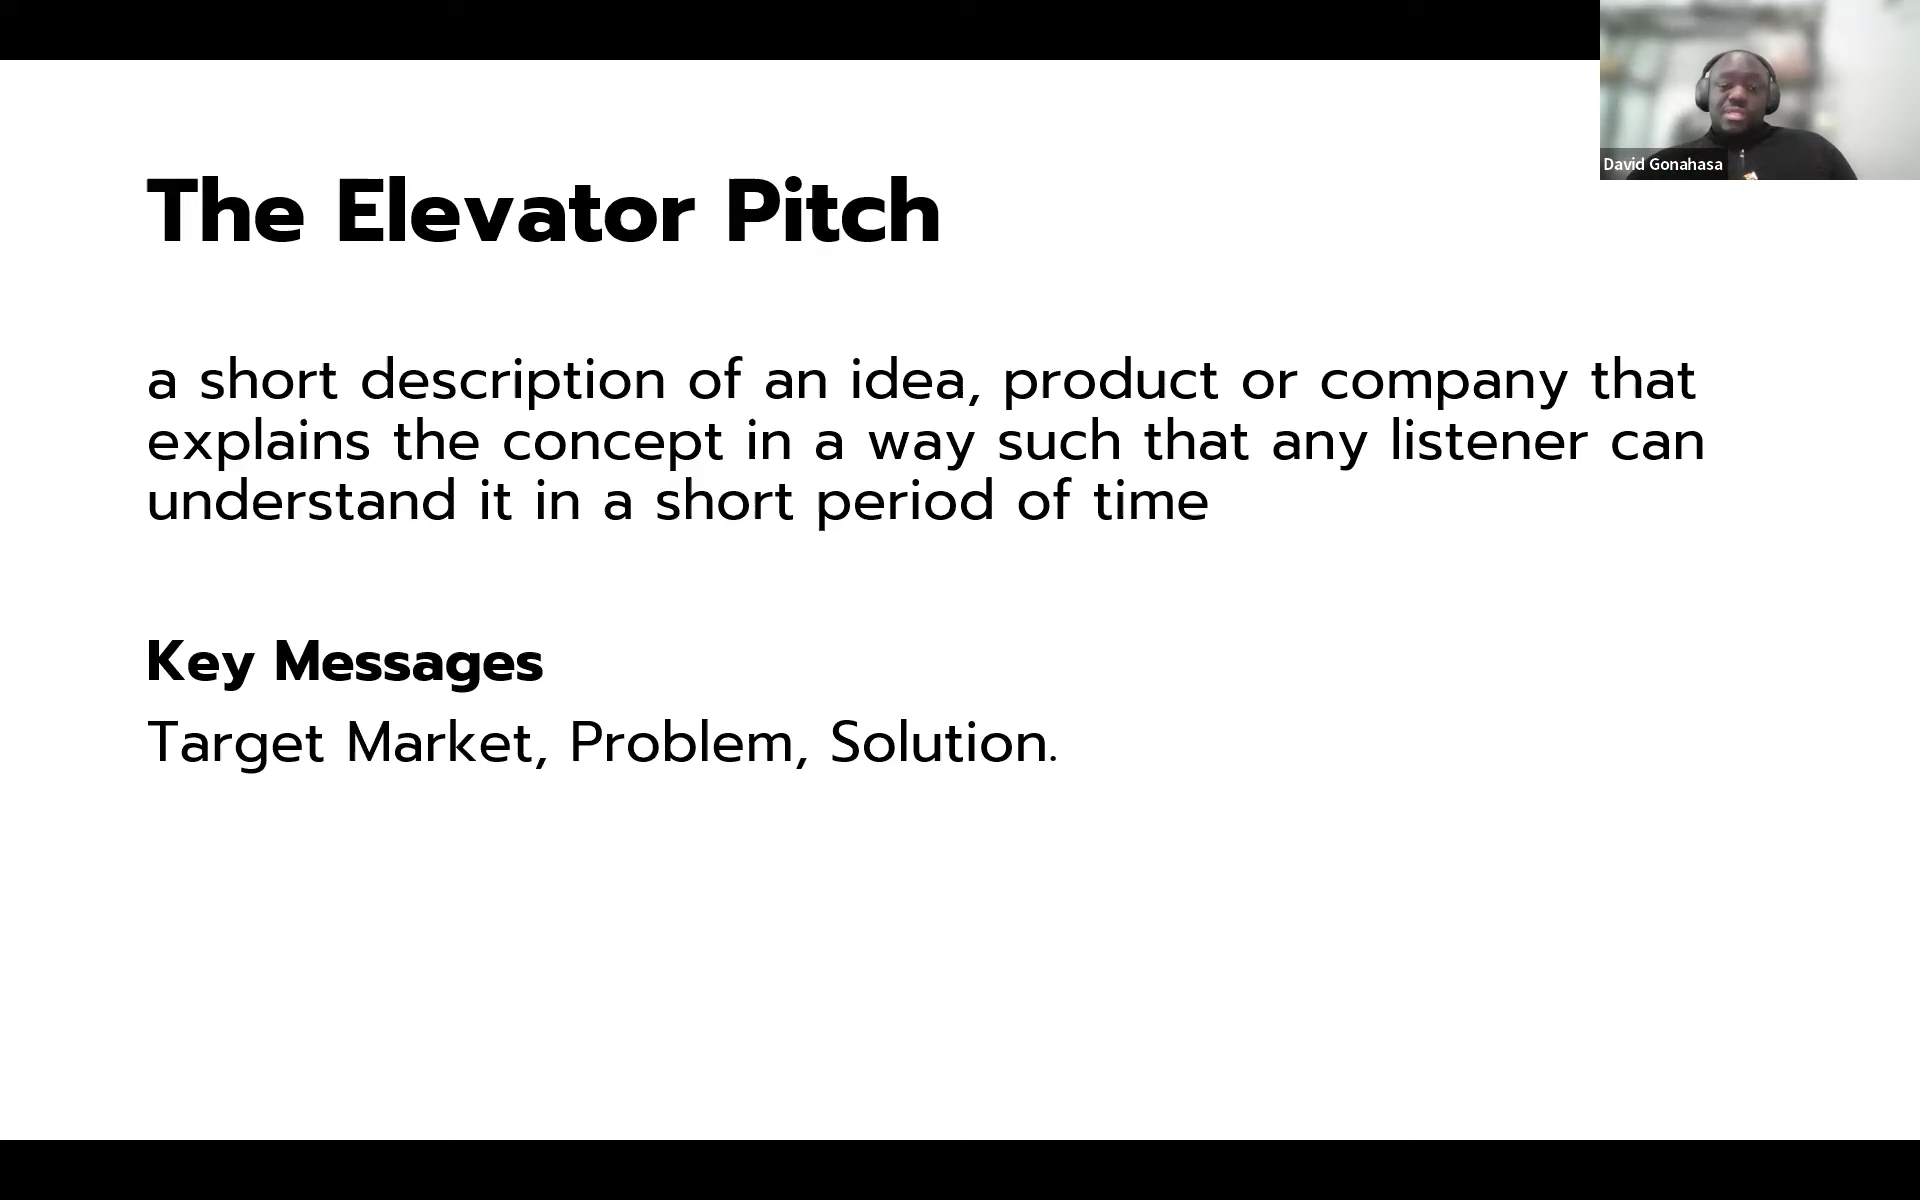 The Elevator Pitch
a short description of an idea, product or company that
explains the concept in a way such that any listener can
understand it in a short period of time
Key Messages
Target Market, Problem, Solution.
David Gonahasa